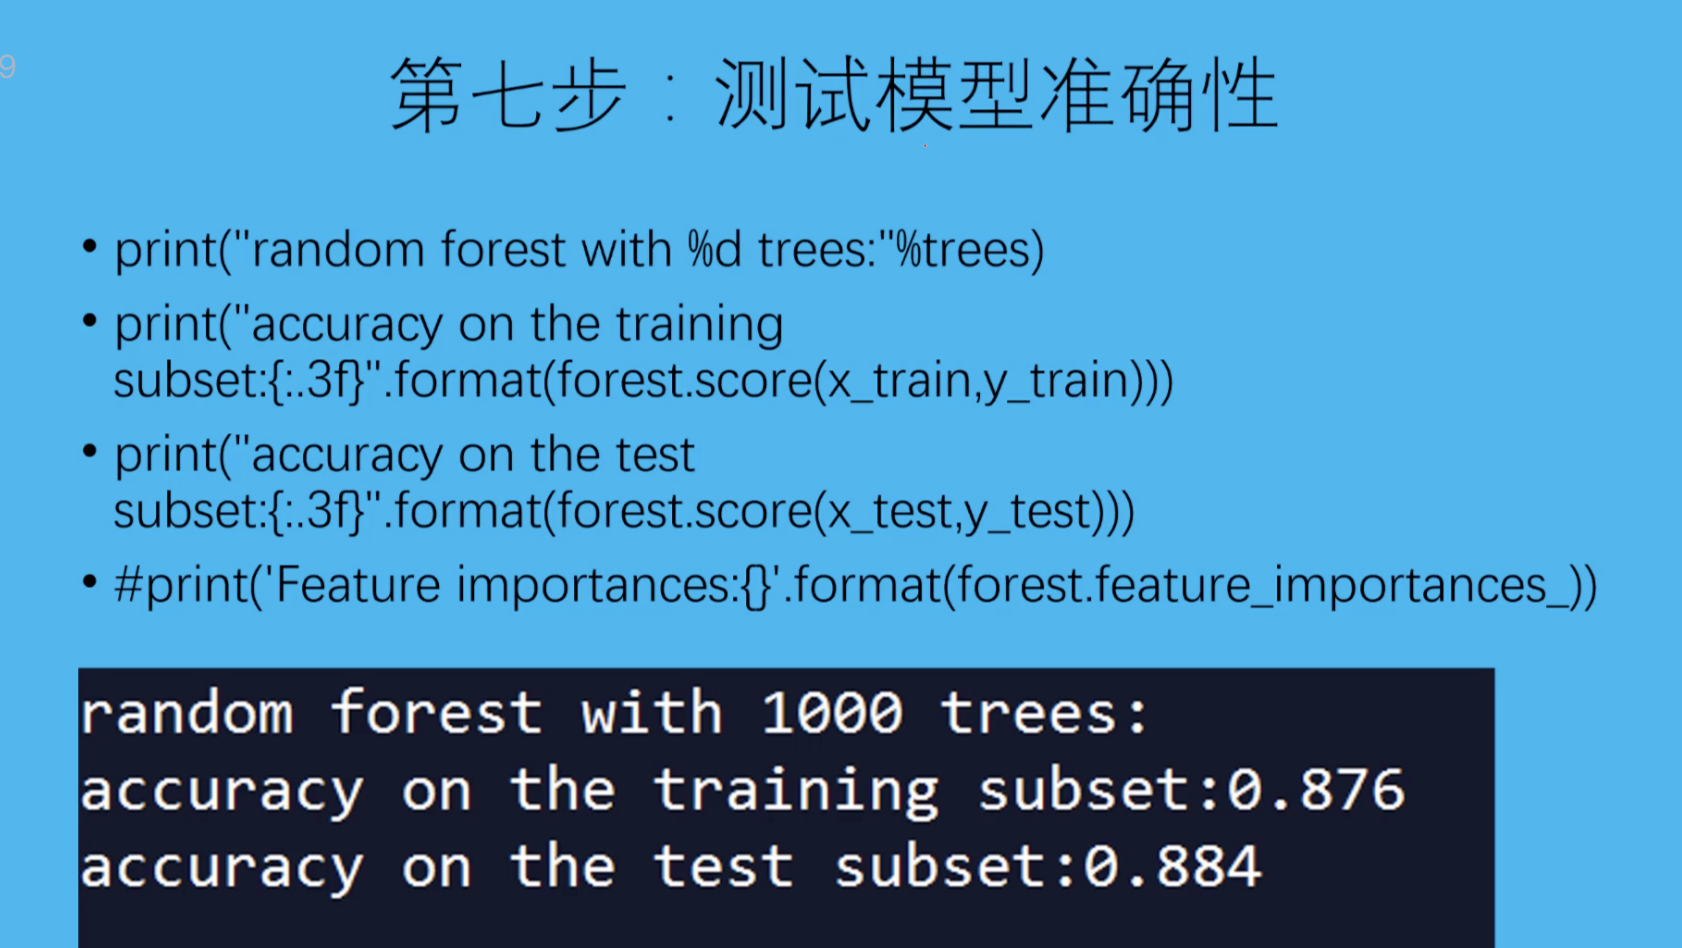 9
第七步：测试模型准确性
• print("random forest with %d trees:"%trees)
• print("accuracy on the training
subset:{:.3f}".format(forest.score(x_train,y_train)))
• print("accuracy on the test
subset:{:.3f}".format(forest.score(x_test,y_test)))
• #print('Feature importances:{}'.format(forest.feature_importances_))
random forest with 1000 trees:
accuracy on the training subset:0.876
accuracy on the test subset:0.884